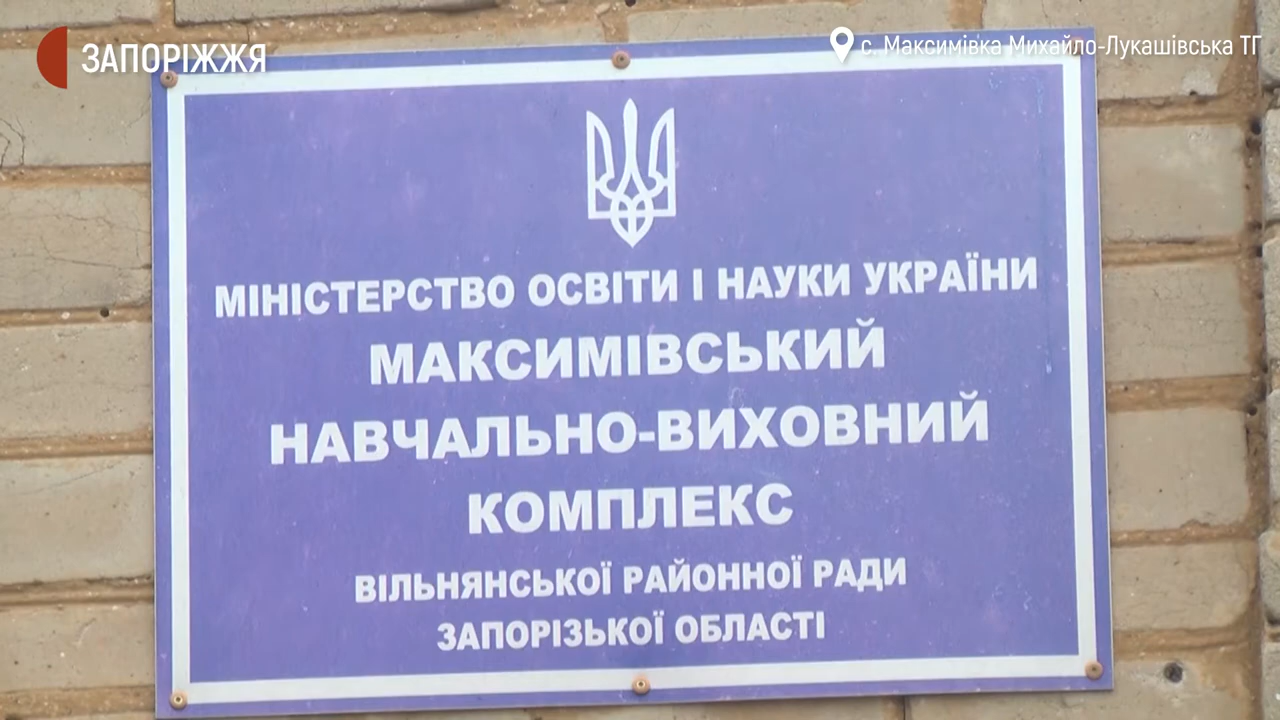 ЗАПОРІЖЖЯ
с. Максимівка Михайло-Лукашівська ТГ
МІНІСТЕРСТВО ОСВІТИ І НАУКИ УКРАЇНИ
МАКСИМІВСЬКИЙ
НАВЧАЛЬНО-ВИХОВНИЙ
КОМПЛЕКС
ВІЛЬНЯНСЬКОЇ РАЙОННОЇ РАДИ
ЗАПОРІЗЬКОЇ ОБЛАСТІ